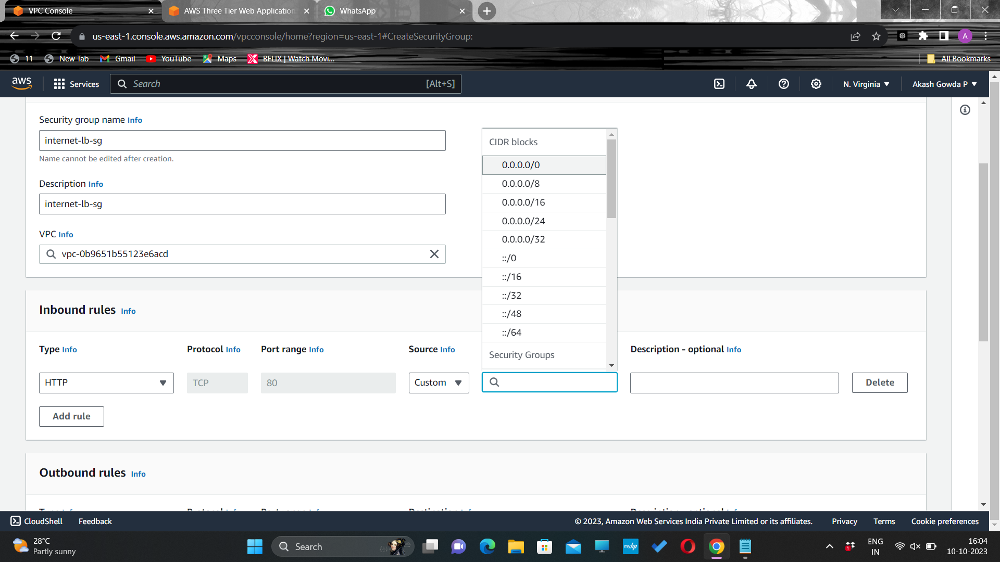 VPC Console
AWS Three Tier Web Application
WhatsApp
us-east-1.console.aws.amazon.com/vpcconsole/home?region=us-east-1#CreateSecurityGroup:
A
11
New Tab
Gmail
YouTube
Maps
BFLIX | Watch Movi...
All Bookmarks
aws
Services
Search
[Alt+S]
N. Virginia
Akash Gowda P
Security group name Info
internet-lb-sg
Name cannot be edited after creation.
Description Info
internet-lb-sg
VPC Info
vpc-0b9651b55123e6acd
CIDR blocks
0.0.0.0/0
0.0.0.0/8
0.0.0.0/16
0.0.0.0/24
0.0.0.0/32
::/0
::/16
::/32
::/48
::/64
Security Groups
Inbound rules Info
Type Info
Protocol Info
Port range Info
Source Info
Description - optional Info
HTTP
TCP
80
Custom
Delete
Add rule
Outbound rules Info
CloudShell
Feedback
© 2023, Amazon Web Services India Private Limited or its affiliates.
Privacy
Terms
Cookie preferences
28°C
Partly sunny
Search
myhp
1
ENG
IN
16:04
10-10-2023